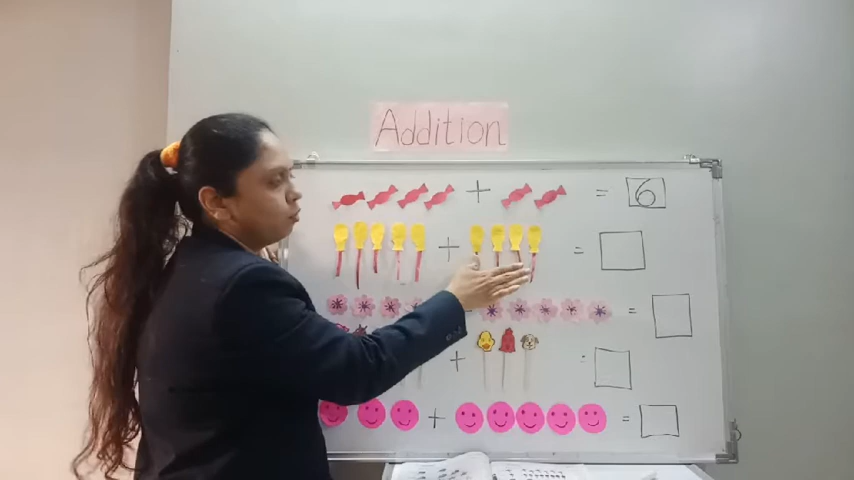 Addition
+ = 6
+ =
=
+ =
+ =